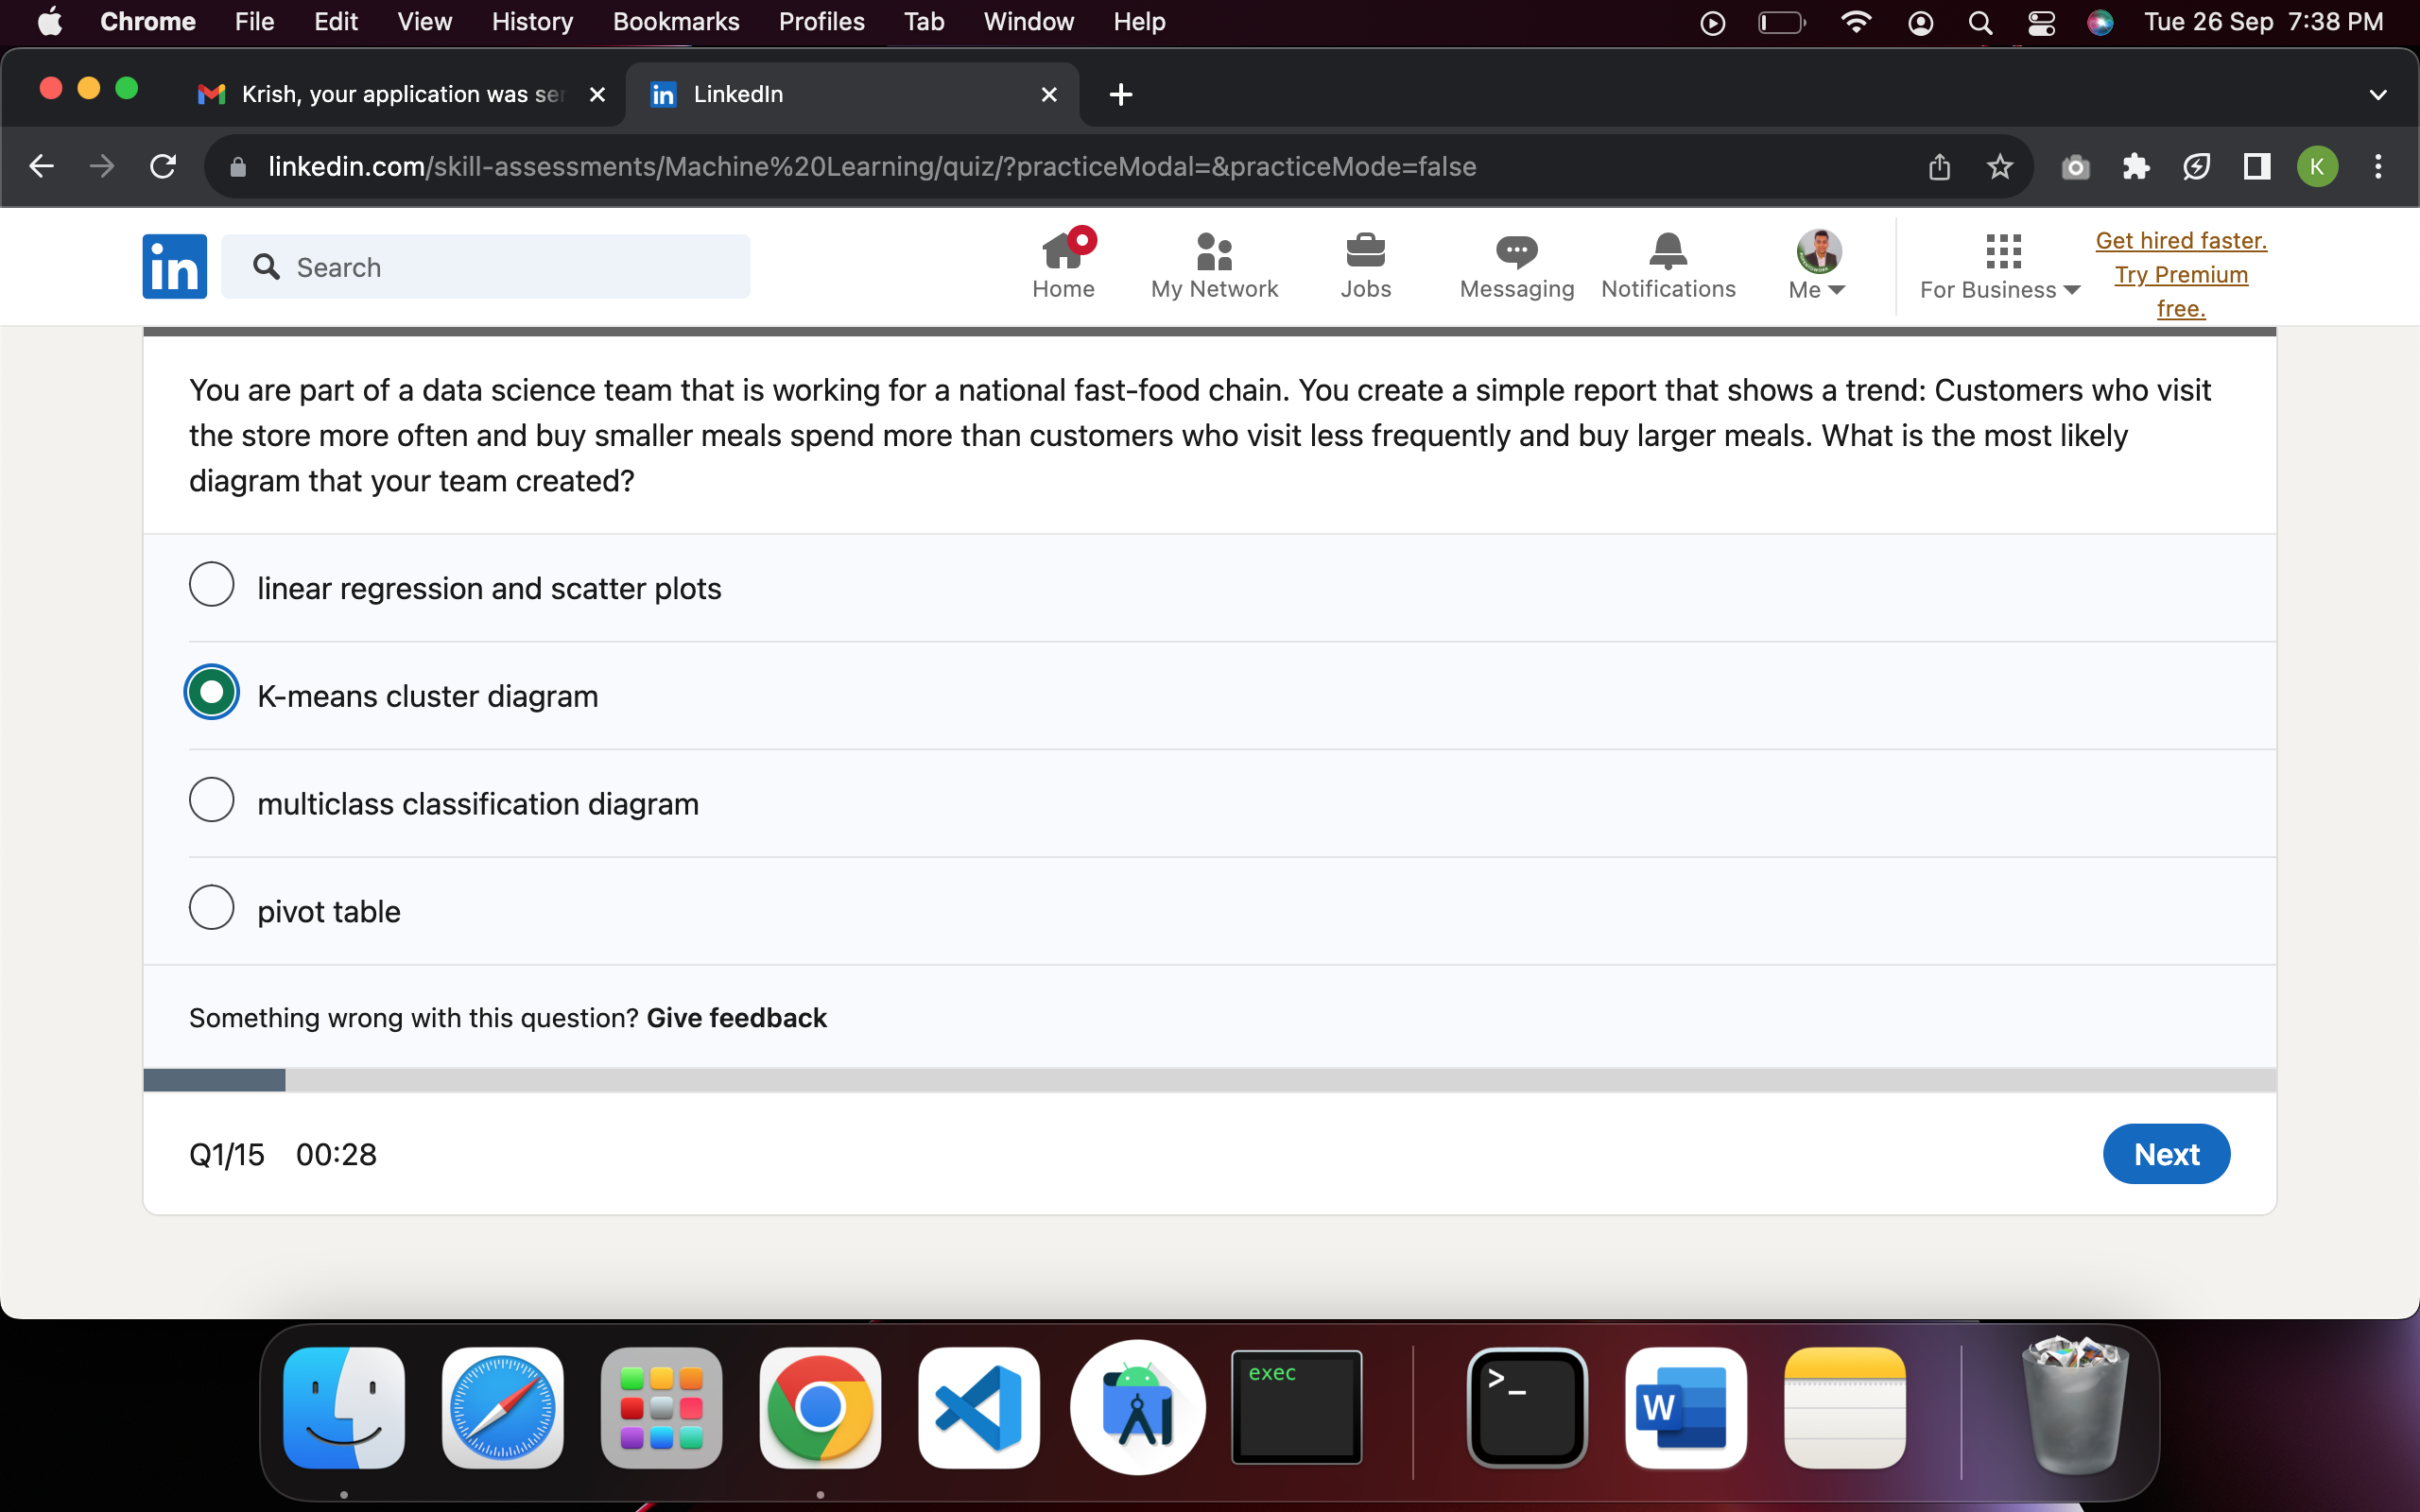 Chrome File Edit View History Bookmarks Profiles Tab Window Help Tue 26 Sep 7:38 PM
Krish, your application was ser
LinkedIn
linkedin.com/skill-assessments/Machine%20Learning/quiz/?practiceModal=&practiceMode=false
K
in
Search
Home
My Network
Jobs
Messaging
Notifications
Me
For Business
Get hired faster.
Try Premium
free.
You are part of a data science team that is working for a national fast-food chain. You create a simple report that shows a trend: Customers who visit
the store more often and buy smaller meals spend more than customers who visit less frequently and buy larger meals. What is the most likely
diagram that your team created?
linear regression and scatter plots
K-means cluster diagram
multiclass classification diagram
pivot table
Something wrong with this question? Give feedback
Q1/15 00:28
Next
exec
>_
W